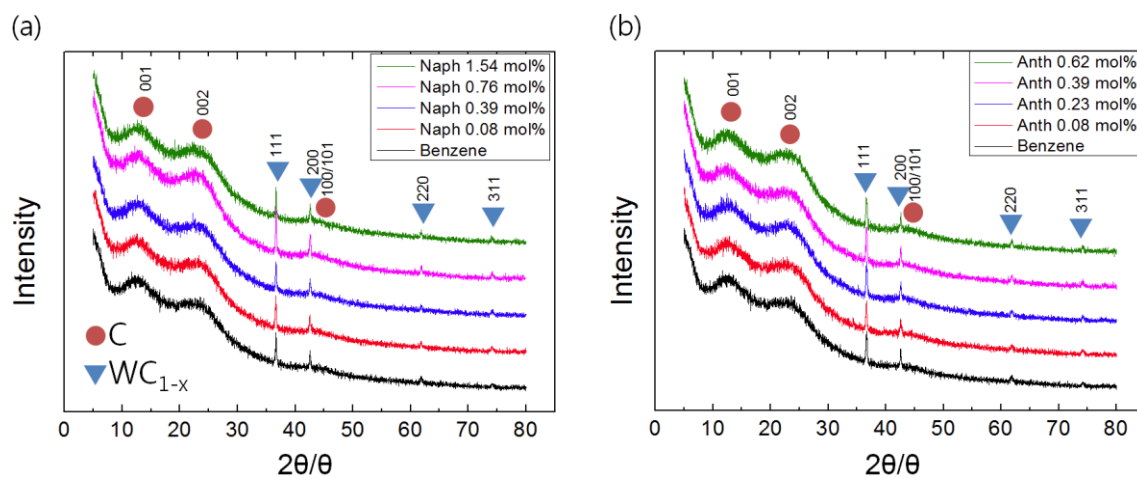 (a)
Naph 1.54 mol%
Naph 0.76 mol%
Naph 0.39 mol%
Naph 0.08 mol%
Benzene
001
002
111
200
100/101
220
311
C
WC1-x
Intensity
0 10 20 30 40 50 60 70 80
2θ/θ
(b)
Anth 0.62 mol%
Anth 0.39 mol%
Anth 0.23 mol%
Anth 0.08 mol%
Benzene
001
002
111
200
100/101
220
311
Intensity
0 10 20 30 40 50 60 70 80
2θ/θ